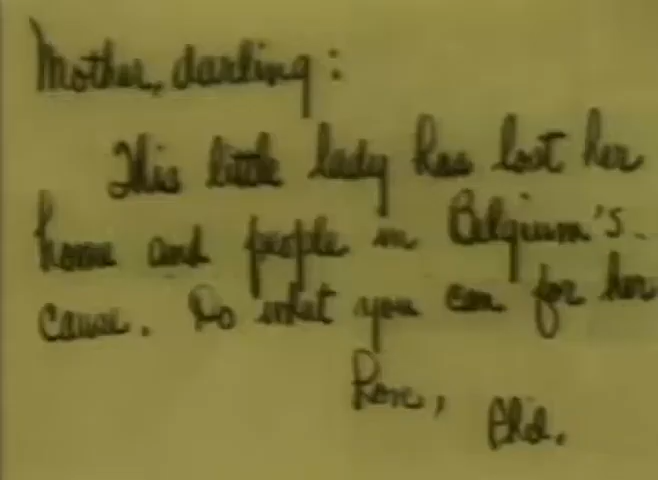 Mother, darling:
This little lady has lost her
home and people in Belgium's
cause. Do what you can for her
Love,
Phil.